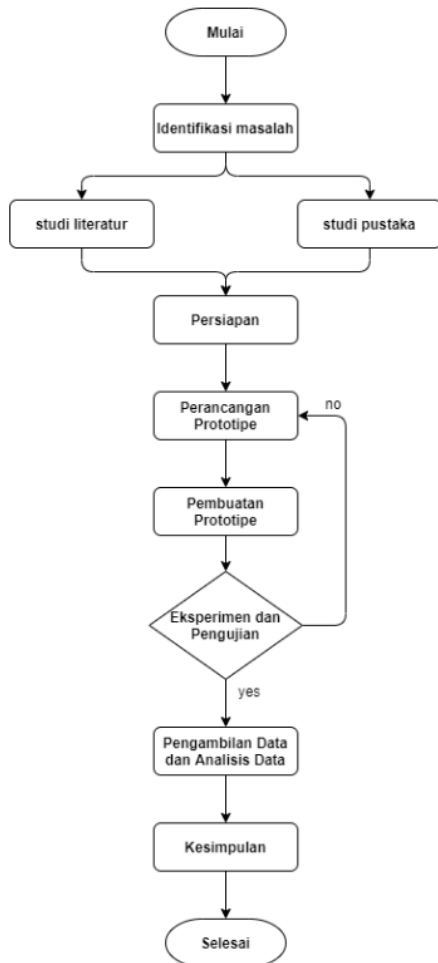 Mulai
Identifikasi masalah
studi literatur
studi pustaka
Persiapan
Perancangan
Prototipe
no
Pembuatan
Prototipe
Eksperimen dan
Pengujian
yes
Pengambilan Data
dan Analisis Data
Kesimpulan
Selesai